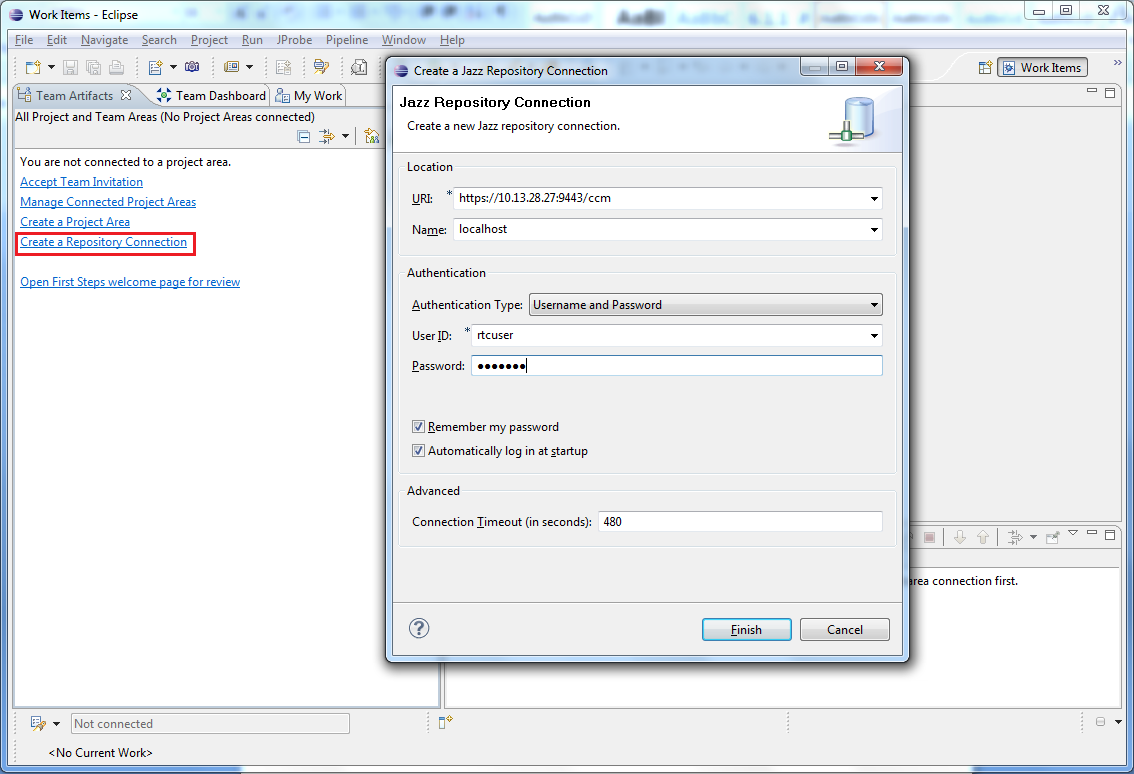 Work Items - Eclipse
File Edit Navigate Search Project Run JProbe Pipeline Window Help
Work Items
Team Artifacts Team Dashboard My Work
All Project and Team Areas (No Project Areas connected)
You are not connected to a project area.
Accept Team Invitation
Manage Connected Project Areas
Create a Project Area
Create a Repository Connection
Open First Steps welcome page for review
Create a Jazz Repository Connection
Jazz Repository Connection
Create a new Jazz repository connection.
Location
URI: * https://10.13.28.27:9443/ccm
Name: localhost
Authentication
Authentication Type: Username and Password
User ID: * rtcuser
Password: ●●●●●●●
Remember my password
Automatically log in at startup
Advanced
Connection Timeout (in seconds): 480
? Finish Cancel
area connection first.
Not connected
<No Current Work>